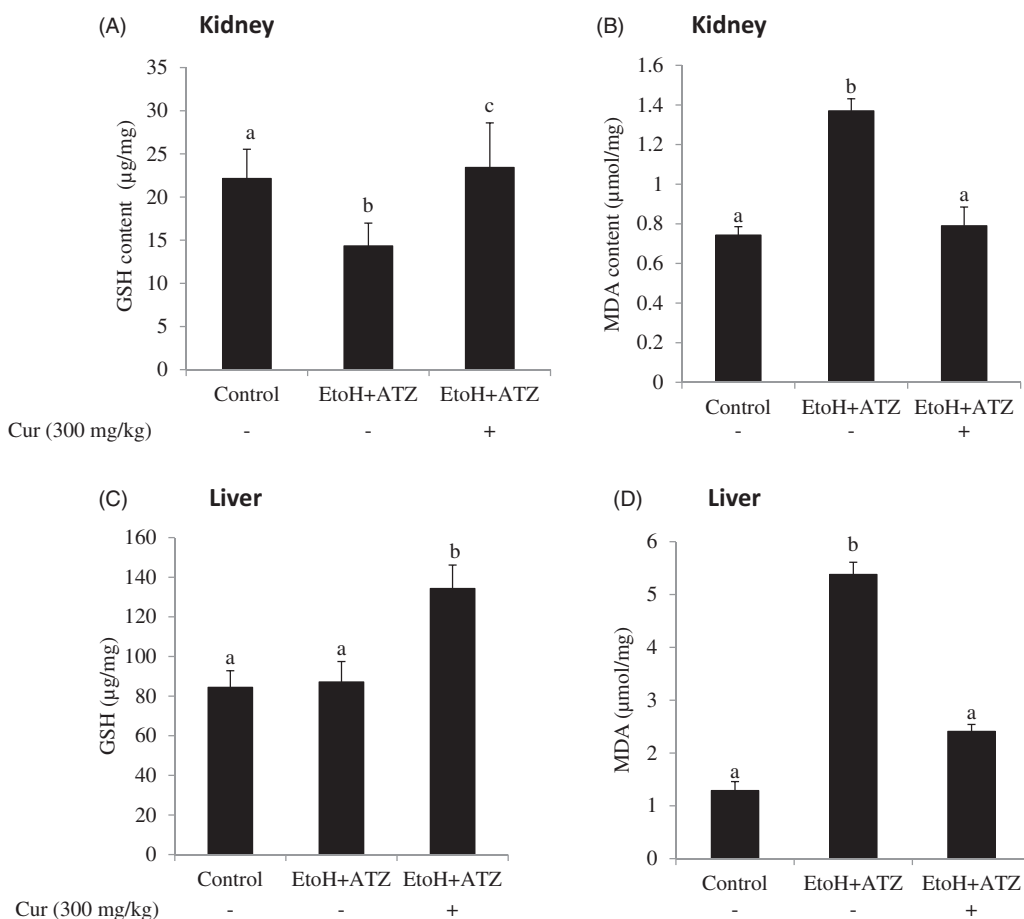 (A) Kidney
35
30
25
20
15
10
5
0
GSH content (µg/mg)
a
b
c
Control EtoH+ATZ EtoH+ATZ
Cur (300 mg/kg) - - +
(B) Kidney
1.6
1.4
1.2
1
0.8
0.6
0.4
0.2
0
MDA content (µmol/mg)
a
b
a
Control EtoH+ATZ EtoH+ATZ
- - +
(C) Liver
160
140
120
100
80
60
40
20
0
GSH (µg/mg)
a
a
b
Control EtoH+ATZ EtoH+ATZ
Cur (300 mg/kg) - - +
(D) Liver
6
5
4
3
2
1
0
MDA (µmol/mg)
a
b
a
Control EtoH+ATZ EtoH+ATZ
- - +